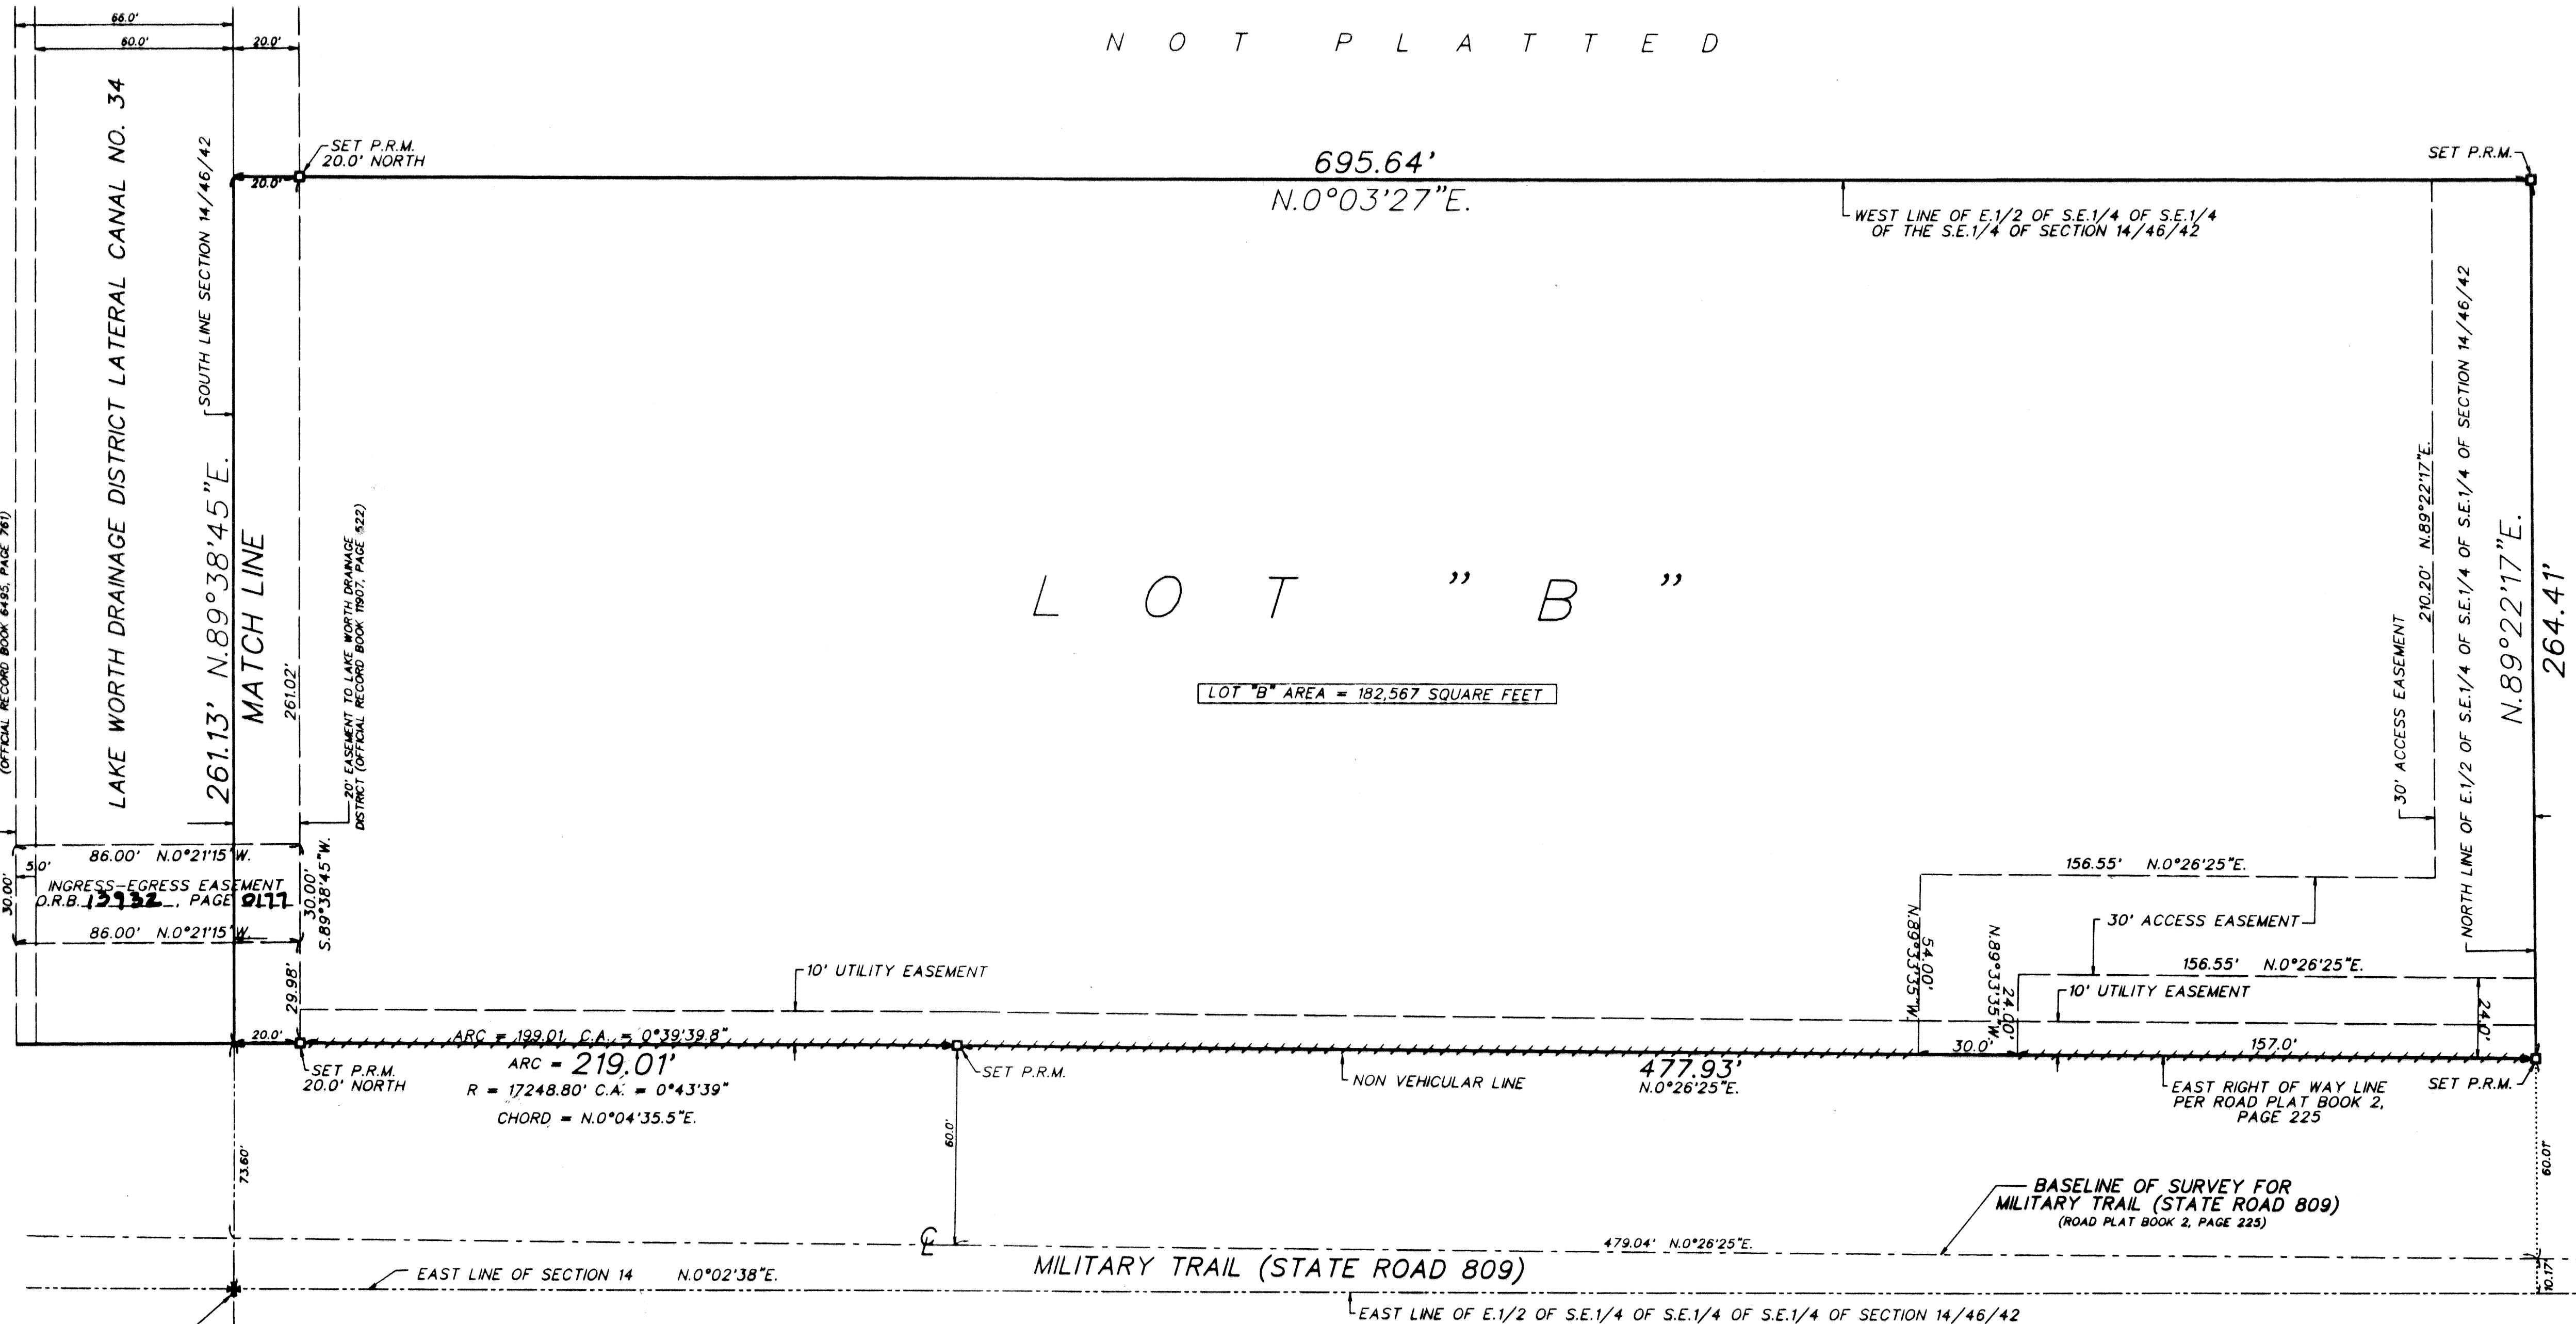 66.0'
60.0'
20.0'
NOT PLATTED
LAKE WORTH DRAINAGE DISTRICT LATERAL CANAL NO. 34
SOUTH LINE SECTION 14/46/42
SET P.R.M.
20.0' NORTH
20.0'
695.64'
N.0°03'27"E.
SET P.R.M.
WEST LINE OF E.1/2 OF S.E.1/4 OF S.E.1/4
OF THE S.E.1/4 OF SECTION 14/46/42
(OFFICIAL RECORD BOOK 6495, PAGE 761)
261.13' N.89°38'45"E.
MATCH LINE
261.02'
20' EASEMENT TO LAKE WORTH DRAINAGE
DISTRICT (OFFICIAL RECORD BOOK 11907, PAGE 522)
LOT "B"
LOT "B" AREA = 182,567 SQUARE FEET
30' ACCESS EASEMENT
210.20' N.89°22'17"E.
NORTH LINE OF E.1/2 OF S.E.1/4 OF S.E.1/4 OF S.E.1/4 OF SECTION 14/46/42
N.89°22'17"E.
264.41'
86.00' N.0°21'15"W.
5.0'
30.00'
INGRESS-EGRESS EASEMENT
O.R.B. 13932, PAGE 0177
86.00' N.0°21'15"W.
30.00'
S.89°38'45"W.
29.98'
10' UTILITY EASEMENT
156.55' N.0°26'25"E.
30' ACCESS EASEMENT
N.89°33'35"W.
54.00'
N.89°33'35"W.
24.00'
156.55' N.0°26'25"E.
10' UTILITY EASEMENT
24.0'
20.0'
ARC = 199.01, C.A. = 0°39'39.8"
ARC = 219.01'
R = 17248.80' C.A. = 0°43'39"
CHORD = N.0°04'35.5"E.
SET P.R.M.
20.0' NORTH
SET P.R.M.
NON VEHICULAR LINE
477.93'
N.0°26'25"E.
30.0'
157.0'
EAST RIGHT OF WAY LINE
PER ROAD PLAT BOOK 2,
PAGE 225
SET P.R.M.
73.60'
60.0'
60.01'
BASELINE OF SURVEY FOR
MILITARY TRAIL (STATE ROAD 809)
(ROAD PLAT BOOK 2, PAGE 225)
CL
479.04' N.0°26'25"E.
MILITARY TRAIL (STATE ROAD 809)
10.17'
EAST LINE OF SECTION 14 N.0°02'38"E.
EAST LINE OF E.1/2 OF S.E.1/4 OF S.E.1/4 OF S.E.1/4 OF SECTION 14/46/42